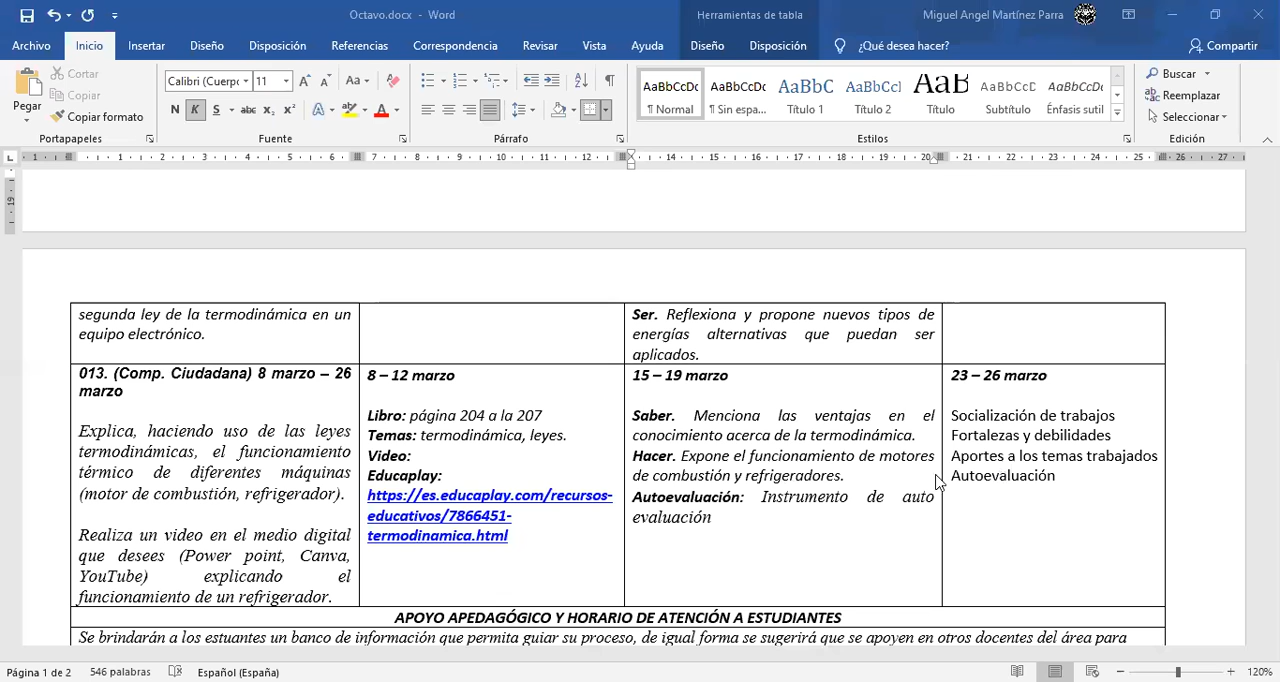 Octavo.docx - Word
Herramientas de tabla
Miguel Angel Martínez Parra
Archivo Inicio Insertar Diseño Disposición Referencias Correspondencia Revisar Vista Ayuda Diseño Disposición ¿Qué desea hacer? Compartir
Pegar
Cortar
Copiar
Copiar formato
Portapapeles
Calibri (Cuerpo 11
N K S abc x₂ x²
Fuente
Párrafo
AaBbCcDc AaBbCcDc AaBbC AaBbCcI AaB AaBbCcD AaBbCcDc
¶ Normal ¶ Sin espa... Título 1 Título 2 Título Subtítulo Énfasis sutil
Estilos
Buscar
Reemplazar
Seleccionar
Edición
segunda ley de la termodinámica en un
equipo electrónico.
Ser. Reflexiona y propone nuevos tipos de
energías alternativas que puedan ser
aplicados.
013. (Comp. Ciudadana) 8 marzo – 26
marzo
Explica, haciendo uso de las leyes
termodinámicas, el funcionamiento
térmico de diferentes máquinas
(motor de combustión, refrigerador).
Realiza un video en el medio digital
que desees (Power point, Canva,
YouTube) explicando el
funcionamiento de un refrigerador.
8 – 12 marzo
Libro: página 204 a la 207
Temas: termodinámica, leyes.
Video:
Educaplay:
https://es.educaplay.com/recursos-
educativos/7866451-
termodinamica.html
15 – 19 marzo
Saber. Menciona las ventajas en el
conocimiento acerca de la termodinámica.
Hacer. Expone el funcionamiento de motores
de combustión y refrigeradores.
Autoevaluación: Instrumento de auto
evaluación
23 – 26 marzo
Socialización de trabajos
Fortalezas y debilidades
Aportes a los temas trabajados
Autoevaluación
APOYO APEDAGÓGICO Y HORARIO DE ATENCIÓN A ESTUDIANTES
Se brindarán a los estuantes un banco de información que permita guiar su proceso, de igual forma se sugerirá que se apoyen en otros docentes del área para
Página 1 de 2 546 palabras Español (España) 120%